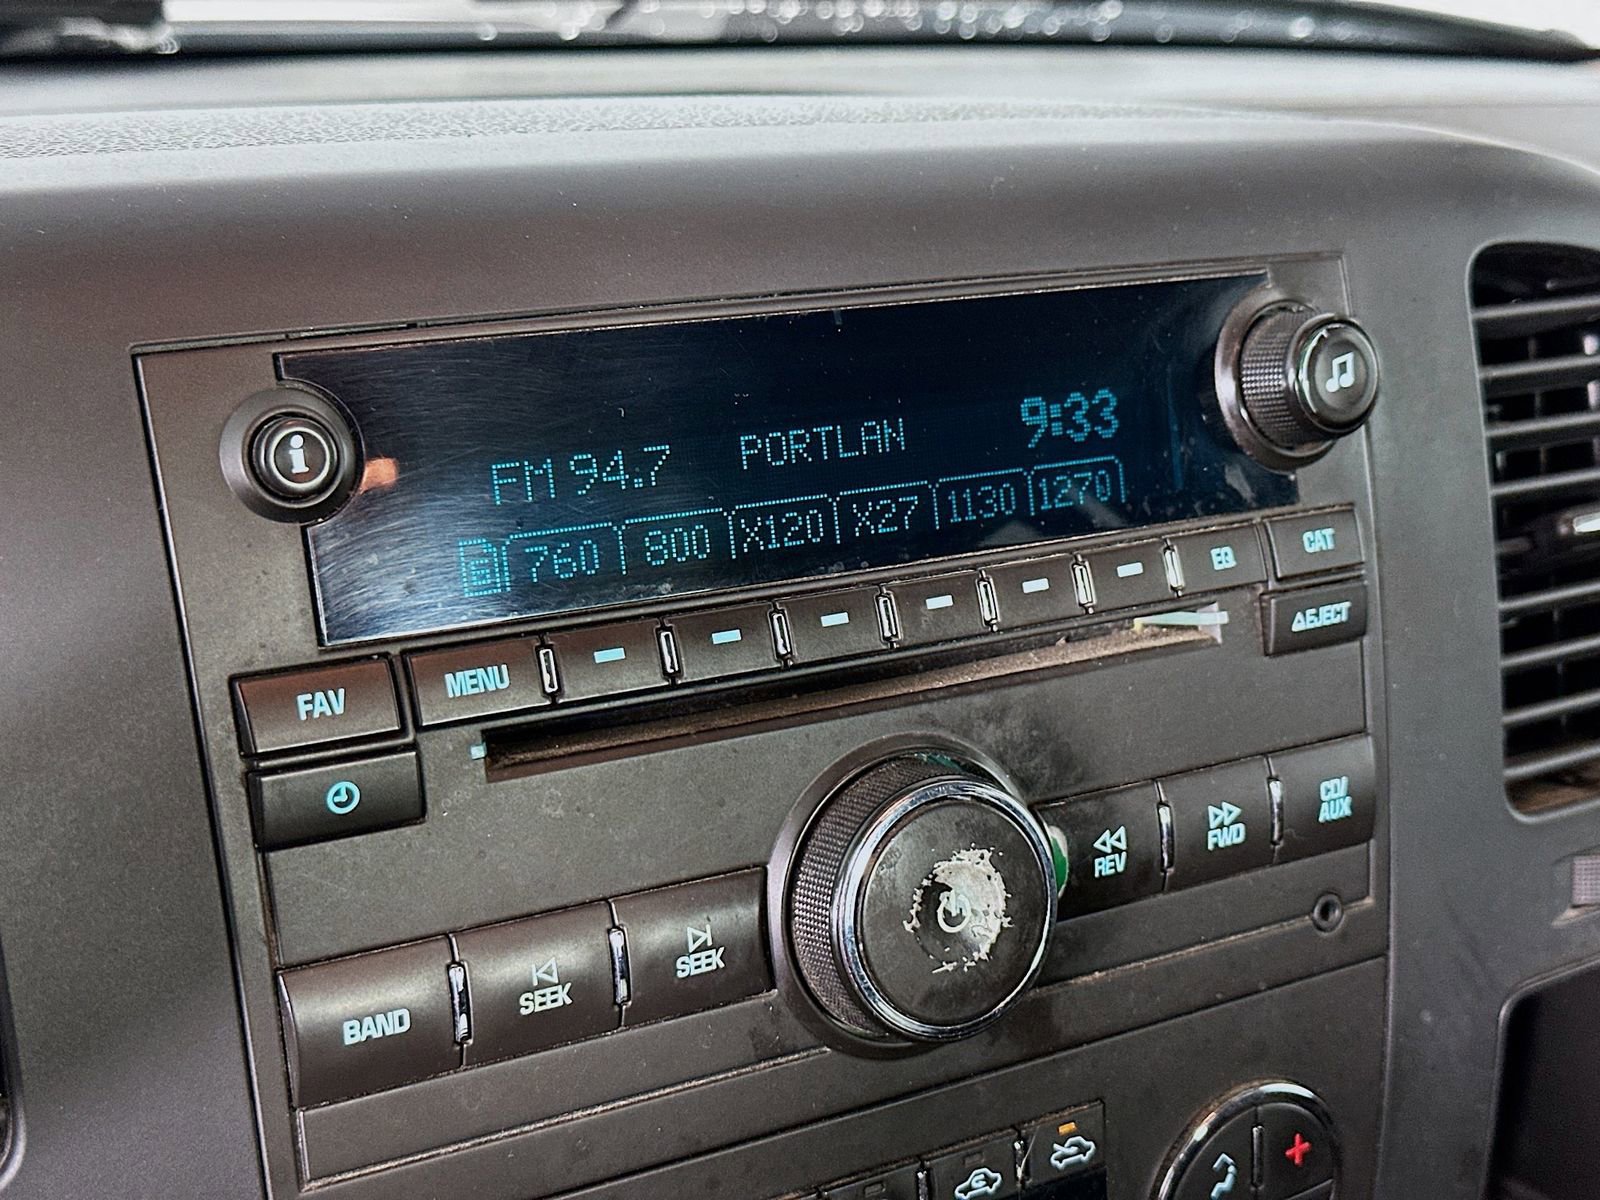 i
FM 94.7 PORTLAN 9:33
760 800 X120 X27 1130 1270
FAV MENU EQ CAT
EJECT
REV FWD CD/
AUX
BAND SEEK SEEK